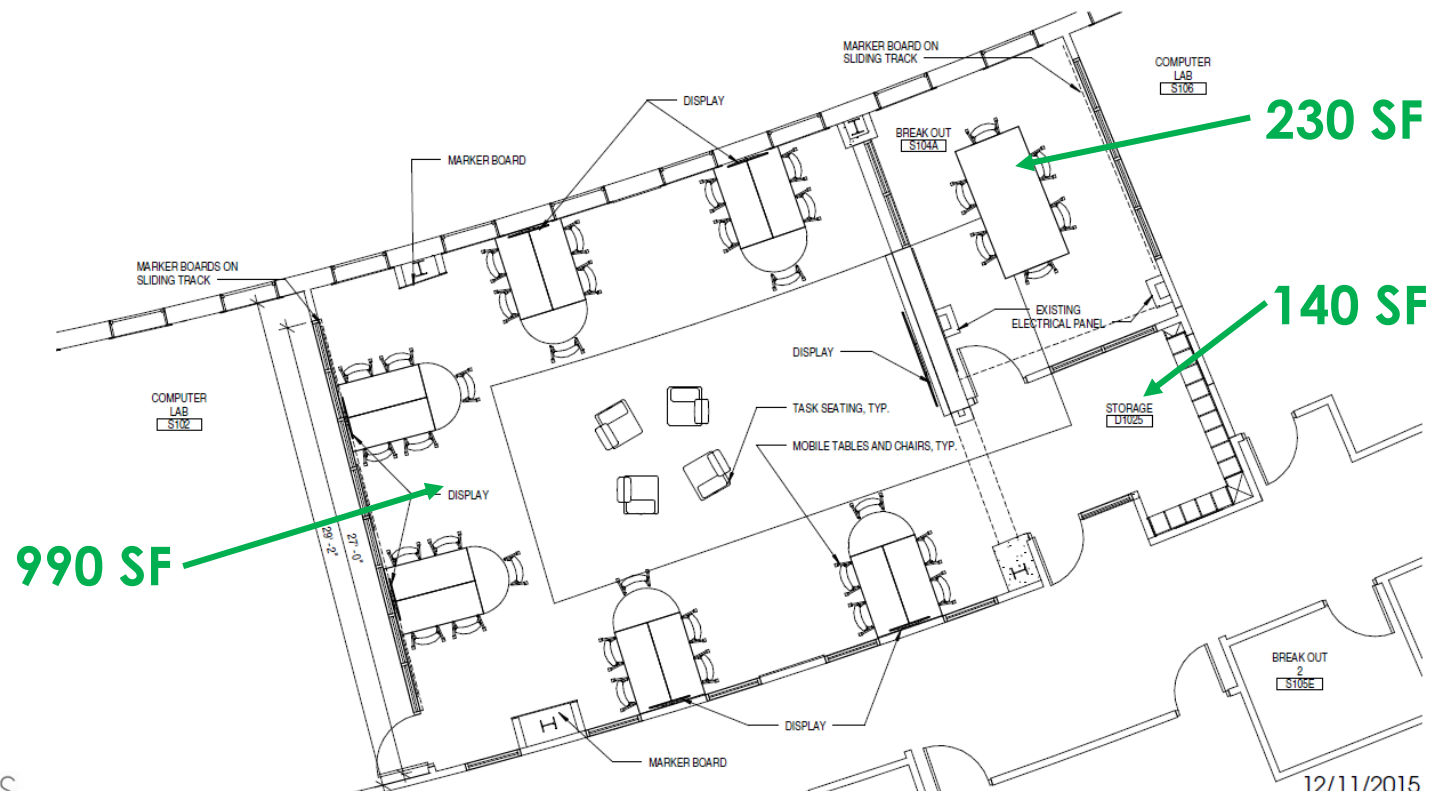 MARKER BOARD ON
SLIDING TRACK
COMPUTER
LAB
S106
230 SF
DISPLAY
BREAK OUT
S104A
MARKER BOARD
MARKER BOARDS ON
SLIDING TRACK
EXISTING
ELECTRICAL PANEL
140 SF
DISPLAY
COMPUTER
LAB
S102
TASK SEATING, TYP.
STORAGE
D1025
MOBILE TABLES AND CHAIRS, TYP.
DISPLAY
29'-2"
27'-0"
990 SF
BREAK OUT
2
S105E
DISPLAY
MARKER BOARD
12/11/2015